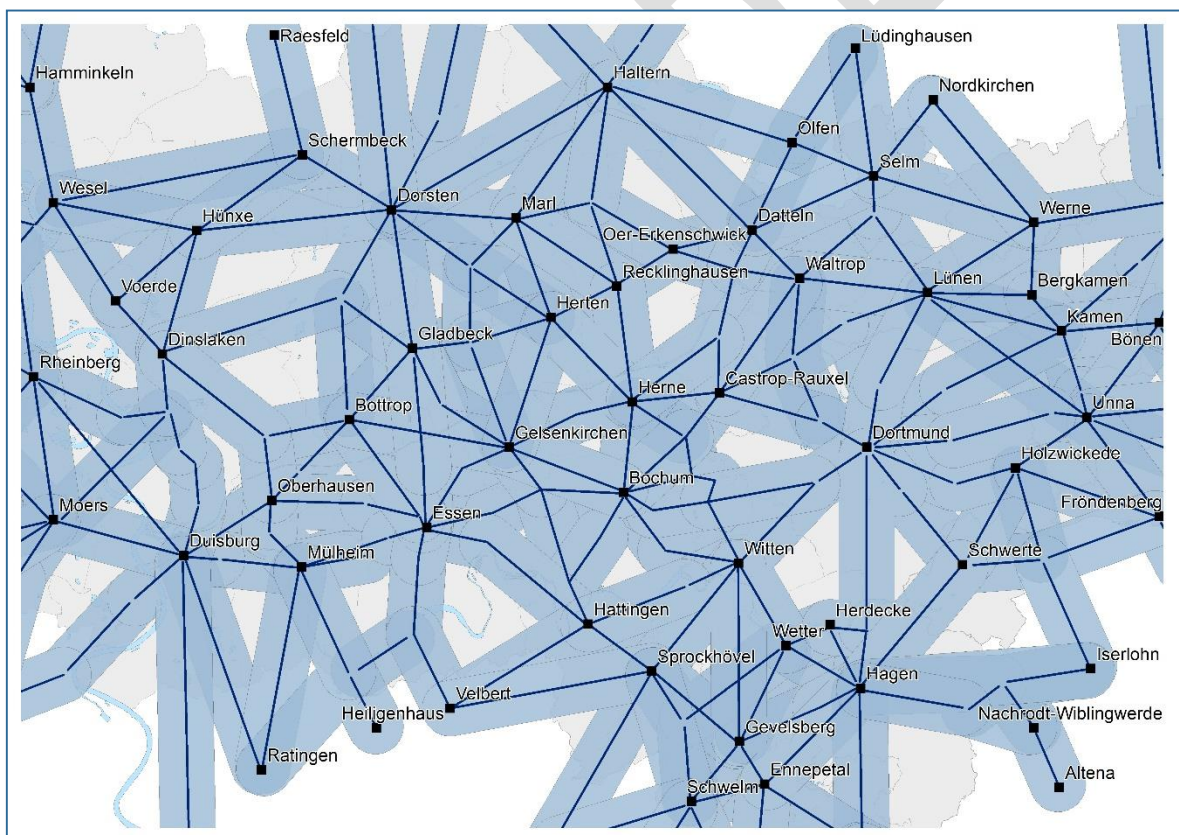 Raesfeld
Lüdinghausen
Hamminkeln
Haltern
Nordkirchen
Olfen
Schermbeck
Selm
Wesel
Dorsten
Marl
Hünxe
Datteln
Werne
Oer-Erkenschwick
Recklinghausen
Waltrop
Lünen
Bergkamen
Voerde
Herten
Kamen
Gladbeck
Dinslaken
Bönen
Rheinberg
Herne
Castrop-Rauxel
Bottrop
Unna
Gelsenkirchen
Dortmund
Holzwickede
Oberhausen
Bochum
Moers
Essen
Fröndenberg
Duisburg
Mülheim
Witten
Schwerte
Hattingen
Herdecke
Wetter
Sprockhövel
Iserlohn
Hagen
Velbert
Heiligenhaus
Nachrodt-Wiblingwerde
Gevelsberg
Ratingen
Ennepetal
Altena
Schwelm